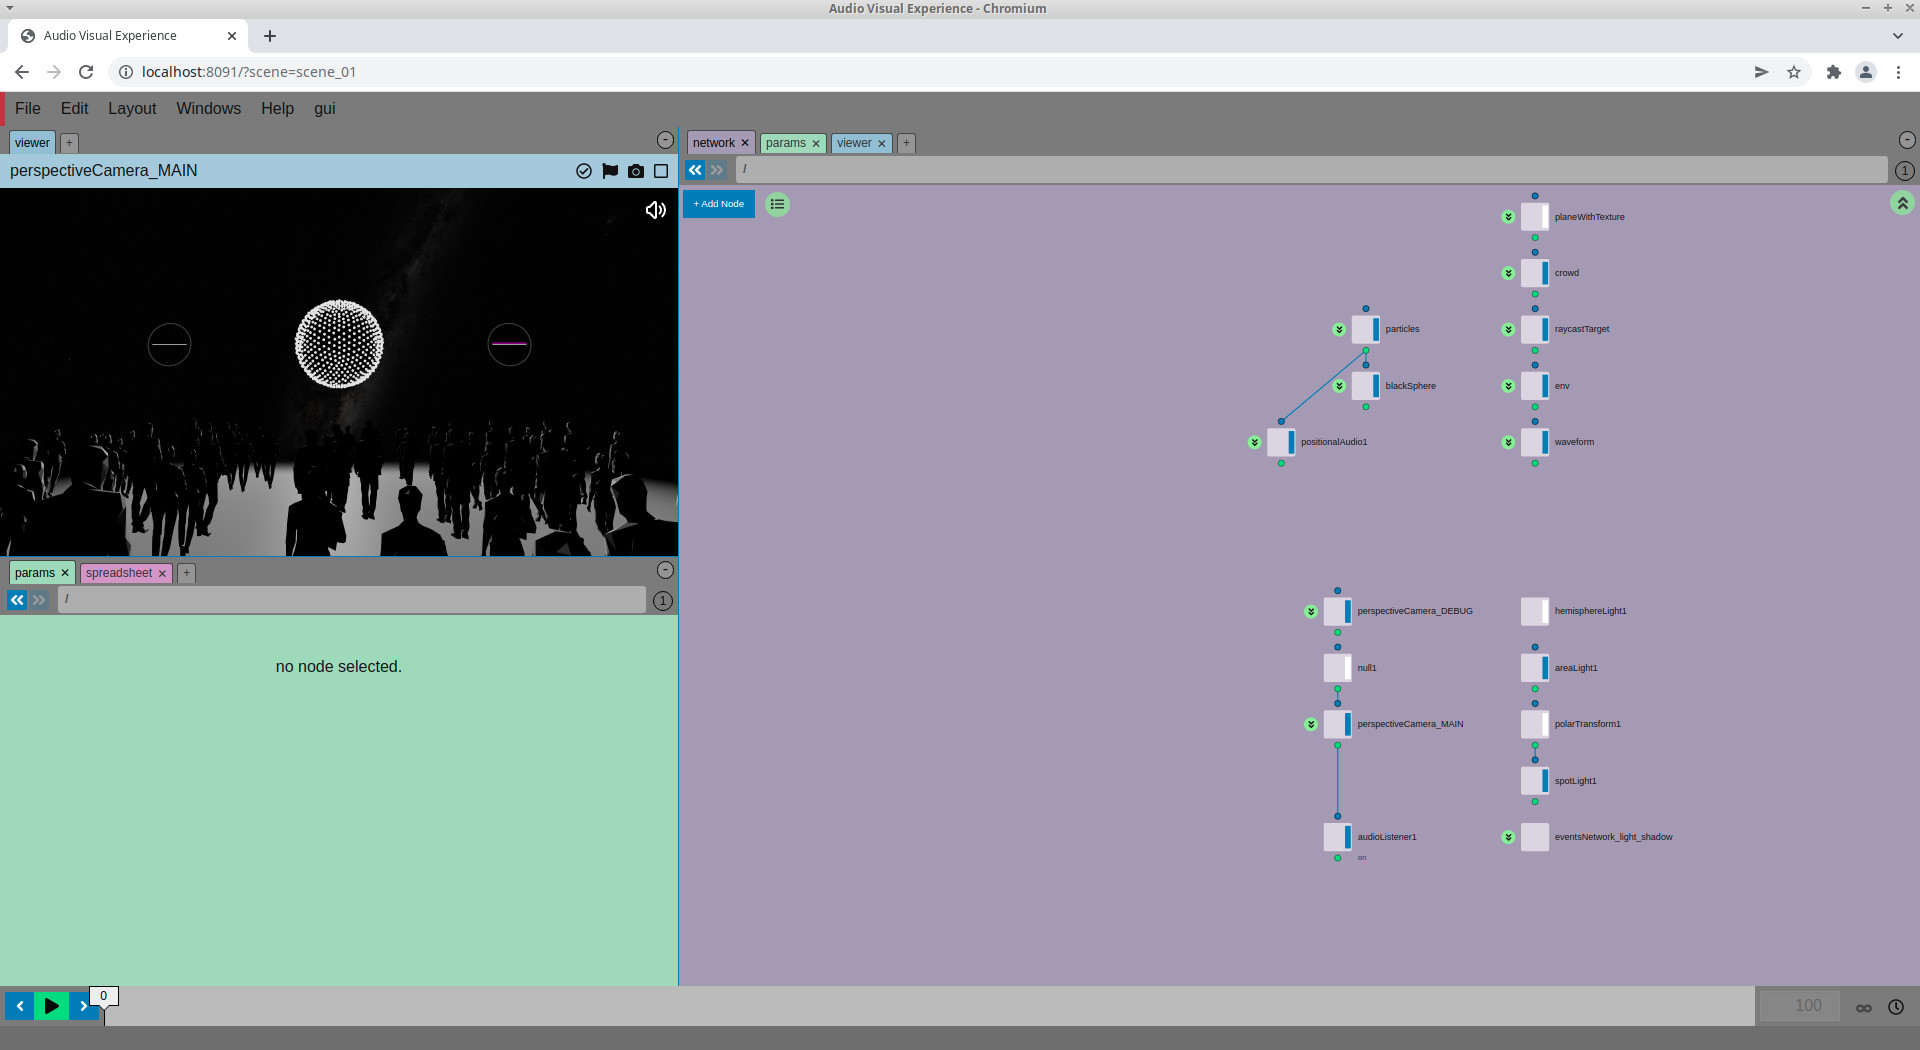 Audio Visual Experience - Chromium
Audio Visual Experience
localhost:8091/?scene=scene_01
File Edit Layout Windows Help gui
viewer +
perspectiveCamera_MAIN
params spreadsheet +
/
1
no node selected.
network params viewer +
/
1
+ Add Node
planeWithTexture
crowd
particles
raycastTarget
blackSphere
env
positionalAudio1
waveform
perspectiveCamera_DEBUG
hemisphereLight1
null1
areaLight1
perspectiveCamera_MAIN
polarTransform1
spotLight1
audioListener1
on
eventsNetwork_light_shadow
0
100